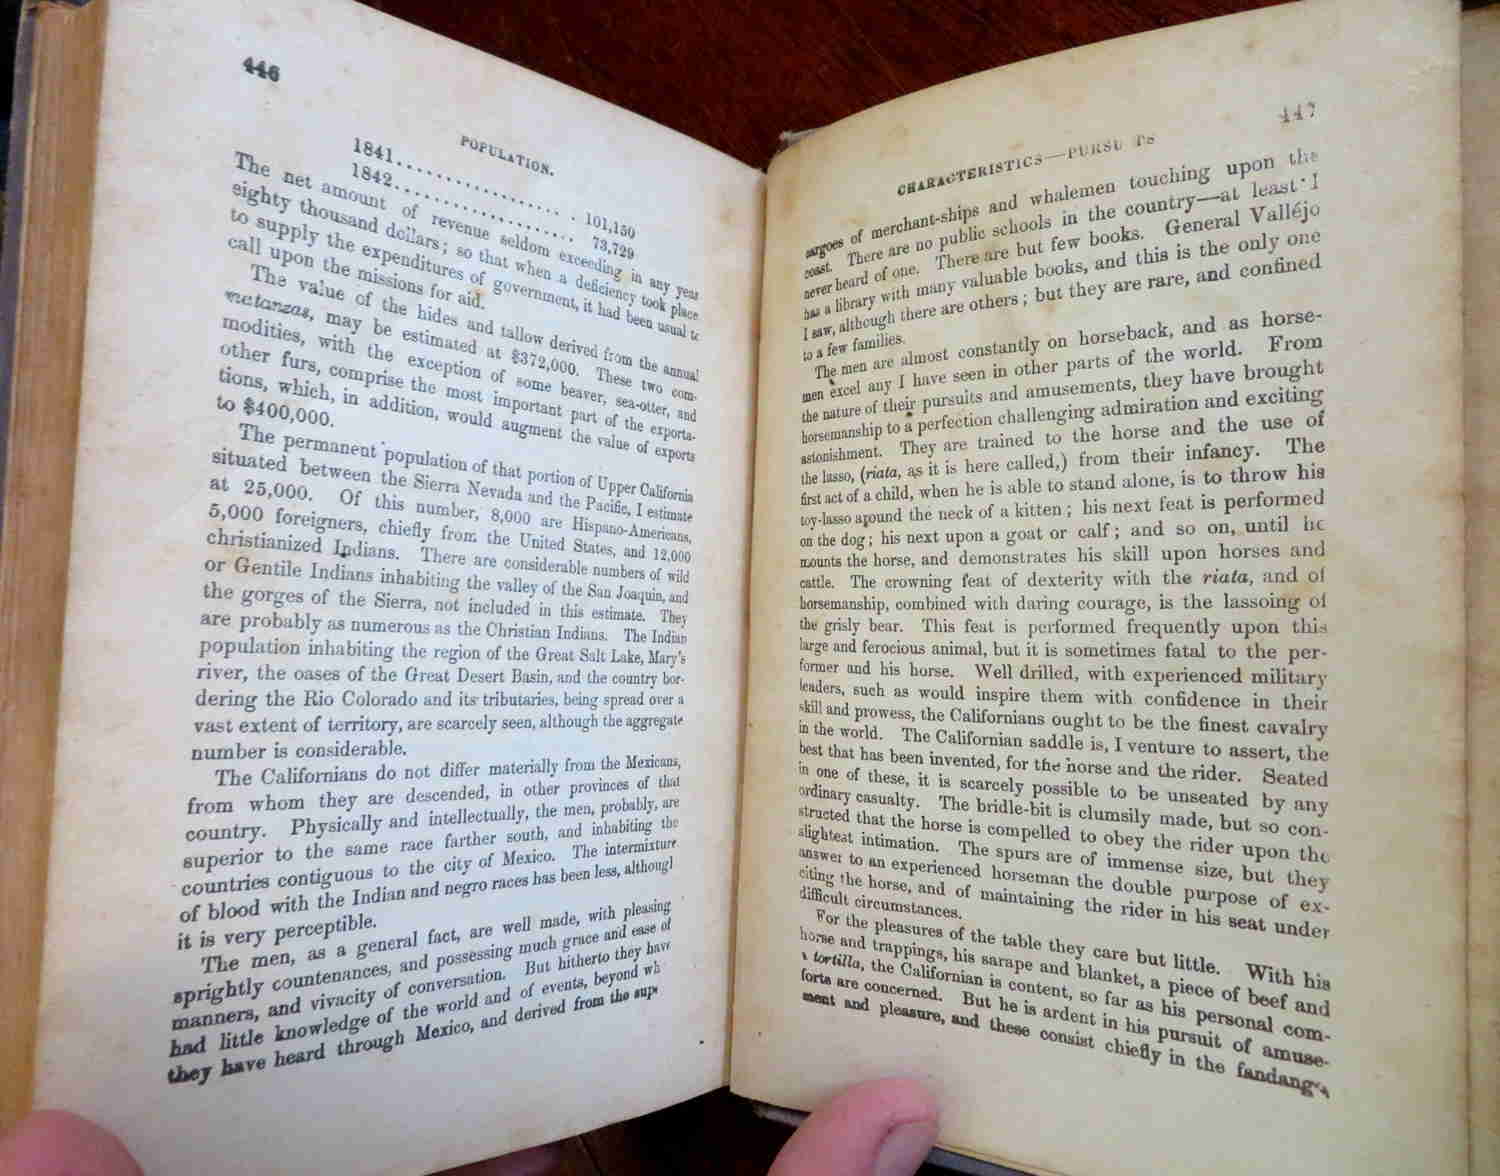 446
POPULATION.
1841.................. 101,150
1842.................. 73,729
The net amount of revenue seldom exceeding in any year
eighty thousand dollars; so that when a deficiency took place
to supply the expenditures of government, it had been usual to
call upon the missions for aid.
The value of the hides and tallow derived from the annual
matanzas, may be estimated at $372,000. These two com-
modities, with the exception of some beaver, sea-otter, and
other furs, comprise the most important part of the exporta-
tions, which, in addition, would augment the value of exports
to $400,000.
The permanent population of that portion of Upper California
situated between the Sierra Nevada and the Pacific, I estimate
at 25,000. Of this number, 8,000 are Hispano-Americans,
5,000 foreigners, chiefly from the United States, and 12,000
christianized Indians. There are considerable numbers of wild
or Gentile Indians inhabiting the valley of the San Joaquin, and
the gorges of the Sierra, not included in this estimate. They
are probably as numerous as the Christian Indians. The Indian
population inhabiting the region of the Great Salt Lake, Mary's
river, the oases of the Great Desert Basin, and the country bor-
dering the Rio Colorado and its tributaries, being spread over a
vast extent of territory, are scarcely seen, although the aggregate
number is considerable.
The Californians do not differ materially from the Mexicans,
from whom they are descended, in other provinces of that
country. Physically and intellectually, the men, probably, are
superior to the same race farther south, and inhabiting the
countries contiguous to the city of Mexico. The intermixture
of blood with the Indian and negro races has been less, although
it is very perceptible.
The men, as a general fact, are well made, with pleasing
sprightly countenances, and possessing much grace and ease of
manners, and vivacity of conversation. But hitherto they have
had little knowledge of the world and of events, beyond wh
they have heard through Mexico, and derived from the sup
447
CHARACTERISTICS—PURSU TS
cargoes of merchant-ships and whalemen touching upon the
coast. There are no public schools in the country—at least I
never heard of one. There are but few books. General Valléjo
has a library with many valuable books, and this is the only one
I saw, although there are others; but they are rare, and confined
to a few families.
The men are almost constantly on horseback, and as horse-
men excel any I have seen in other parts of the world. From
the nature of their pursuits and amusements, they have brought
horsemanship to a perfection challenging admiration and exciting
astonishment. They are trained to the horse and the use of
the lasso, (riata, as it is here called,) from their infancy. The
first act of a child, when he is able to stand alone, is to throw his
toy-lasso around the neck of a kitten; his next feat is performed
on the dog; his next upon a goat or calf; and so on, until he
mounts the horse, and demonstrates his skill upon horses and
cattle. The crowning feat of dexterity with the riata, and of
horsemanship, combined with daring courage, is the lassoing of
the grisly bear. This feat is performed frequently upon this
large and ferocious animal, but it is sometimes fatal to the per-
former and his horse. Well drilled, with experienced military
leaders, such as would inspire them with confidence in their
skill and prowess, the Californians ought to be the finest cavalry
in the world. The Californian saddle is, I venture to assert, the
best that has been invented, for the horse and the rider. Seated
in one of these, it is scarcely possible to be unseated by any
ordinary casualty. The bridle-bit is clumsily made, but so con-
structed that the horse is compelled to obey the rider upon the
slightest intimation. The spurs are of immense size, but they
answer to an experienced horseman the double purpose of ex-
citing the horse, and of maintaining the rider in his seat under
difficult circumstances.
For the pleasures of the table they care but little. With his
horse and trappings, his sarape and blanket, a piece of beef and
a tortilla, the Californian is content, so far as his personal com-
forts are concerned. But he is ardent in his pursuit of amuse-
ment and pleasure, and these consist chiefly in the fandango